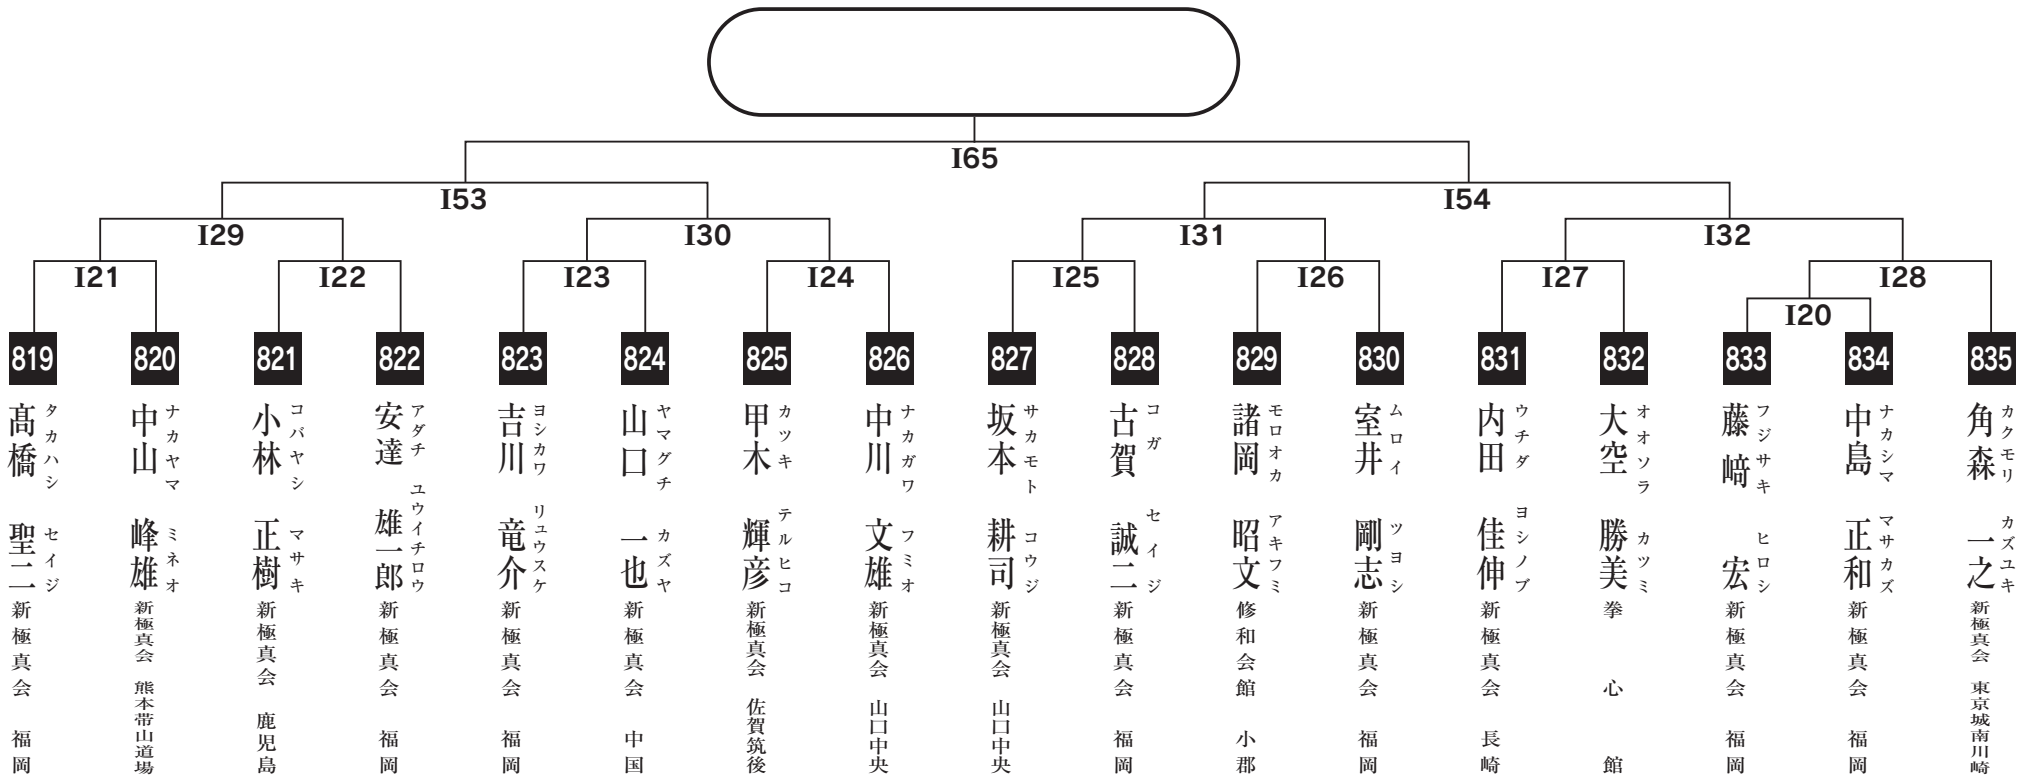 I65
I53
I54
I29
I30
I31
I32
I21
I22
I23
I24
I25
I26
I27
I28
I20
819
髙橋 聖二
タカハシ セイジ
新極真会 福岡
820
中山 峰雄
ナカヤマ ミネオ
新極真会 熊本帯山道場
821
小林 正樹
コバヤシ マサキ
新極真会 鹿児島
822
安達 雄一郎
アダチ ユウイチロウ
新極真会 福岡
823
吉川 竜介
ヨシカワ リュウスケ
新極真会 福岡
824
山口 一也
ヤマグチ カズヤ
新極真会 中国
825
甲木 輝彦
カツキ テルヒコ
新極真会 佐賀筑後
826
中川 文雄
ナカガワ フミオ
新極真会 山口中央
827
坂本 耕司
サカモト コウジ
新極真会 山口中央
828
古賀 誠二
コガ セイジ
新極真会 福岡
829
諸岡 昭文
モロオカ アキフミ
修和会館 小郡
830
室井 剛志
ムロイ ツヨシ
新極真会 福岡
831
内田 佳伸
ウチダ ヨシノブ
新極真会 長崎
832
大空 勝美
オオソラ カツミ
拳心館
833
藤﨑 宏
フジサキ ヒロシ
新極真会 福岡
834
中島 正和
ナカシマ マサカズ
新極真会 福岡
835
角森 一之
カクモリ カズユキ
新極真会 東京城南川崎